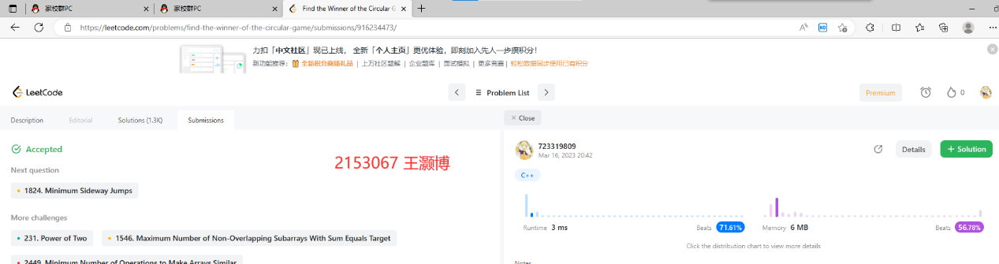 家校群PC
家校群PC
Find the Winner of the Circular G
https://leetcode.com/problems/find-the-winner-of-the-circular-game/submissions/916234473/
力扣「中文社区」现已上线， 全新「个人主页」更优体验，即刻加入先人一步攒积分！
新功能推荐： 全新积分商场礼品 | 上万社区题解 | 企业题库 | 面试模拟 | 更多竞赛 | 轻松数据同步使用已有积分
LeetCode
Problem List
Premium
0
Description Editorial Solutions (1.3K) Submissions
× Close
Accepted
2153067 王灏博
723319809
Mar 16, 2023 20:42
Details
+ Solution
Next question
C++
1824. Minimum Sideway Jumps
More challenges
Runtime 3 ms Beats 71.61%
Memory 6 MB Beats 56.78%
231. Power of Two
1546. Maximum Number of Non-Overlapping Subarrays With Sum Equals Target
Click the distribution chart to view more details
2449. Minimum Number of Operations to Make Arrays Similar
Notes